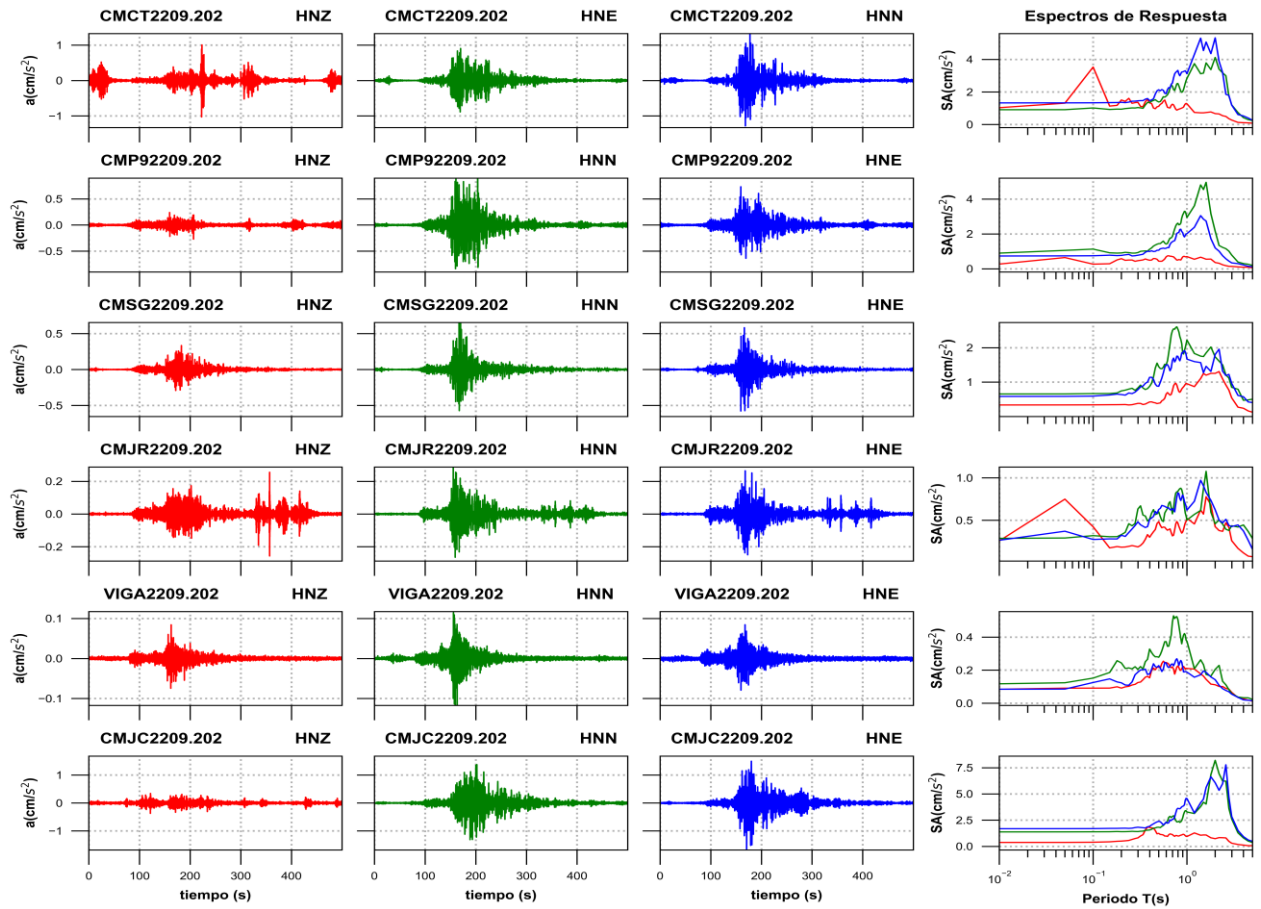 CMCT2209.202 HNZ CMCT2209.202 HNE CMCT2209.202 HNN Espectros de Respuesta
a(cm/s²)
1
0
−1
SA(cm/s²)
4
2
0
CMP92209.202 HNZ CMP92209.202 HNN CMP92209.202 HNE
a(cm/s²)
0.5
0.0
−0.5
SA(cm/s²)
4
2
0
CMSG2209.202 HNZ CMSG2209.202 HNN CMSG2209.202 HNE
a(cm/s²)
0.5
0.0
−0.5
SA(cm/s²)
2
1
CMJR2209.202 HNZ CMJR2209.202 HNN CMJR2209.202 HNE
a(cm/s²)
0.2
0.0
−0.2
SA(cm/s²)
1.0
0.5
VIGA2209.202 HNZ VIGA2209.202 HNN VIGA2209.202 HNE
a(cm/s²)
0.1
0.0
−0.1
SA(cm/s²)
0.4
0.2
0.0
CMJC2209.202 HNZ CMJC2209.202 HNN CMJC2209.202 HNE
a(cm/s²)
1
0
−1
SA(cm/s²)
7.5
5.0
2.5
0.0
0 100 200 300 400 0 100 200 300 400 0 100 200 300 400 10⁻² 10⁻¹ 10⁰
tiempo (s) tiempo (s) tiempo (s) Periodo T(s)